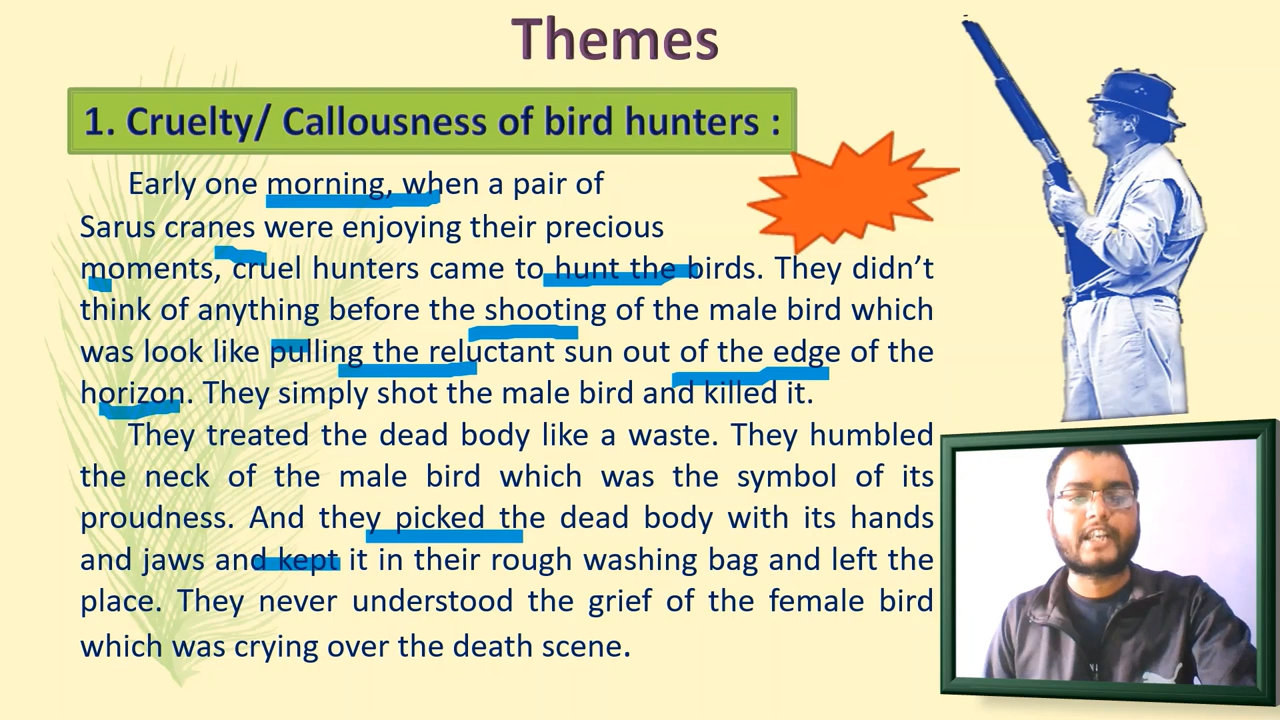 Themes
1. Cruelty/ Callousness of bird hunters :
Early one morning, when a pair of
Sarus cranes were enjoying their precious
moments, cruel hunters came to hunt the birds. They didn't
think of anything before the shooting of the male bird which
was look like pulling the reluctant sun out of the edge of the
horizon. They simply shot the male bird and killed it.
They treated the dead body like a waste. They humbled
the neck of the male bird which was the symbol of its
proudness. And they picked the dead body with its hands
and jaws and kept it in their rough washing bag and left the
place. They never understood the grief of the female bird
which was crying over the death scene.